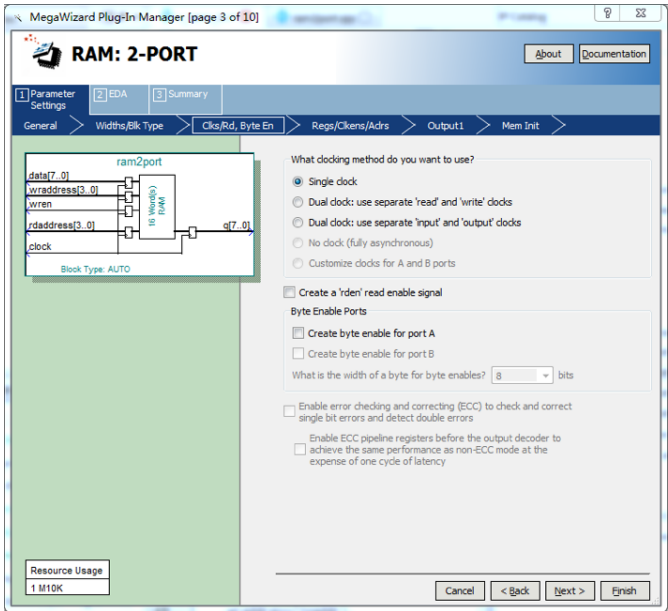 MegaWizard Plug-In Manager [page 3 of 10]
RAM: 2-PORT
About
Documentation
1 Parameter Settings
2 EDA
3 Summary
General
Widths/Blk Type
Clks/Rd, Byte En
Regs/Clkens/Adrs
Output1
Mem Init
ram2port
data[7..0]
wraddress[3..0]
wren
rdaddress[3..0]
clock
16 Word(s)
RAM
q[7..0]
Block Type: AUTO
What clocking method do you want to use?
Single clock
Dual clock: use separate 'read' and 'write' clocks
Dual clock: use separate 'input' and 'output' clocks
No clock (fully asynchronous)
Customize clocks for A and B ports
Create a 'rden' read enable signal
Byte Enable Ports
Create byte enable for port A
Create byte enable for port B
What is the width of a byte for byte enables? 8 bits
Enable error checking and correcting (ECC) to check and correct
single bit errors and detect double errors
Enable ECC pipeline registers before the output decoder to
achieve the same performance as non-ECC mode at the
expense of one cycle of latency
Resource Usage
1 M10K
Cancel
< Back
Next >
Finish